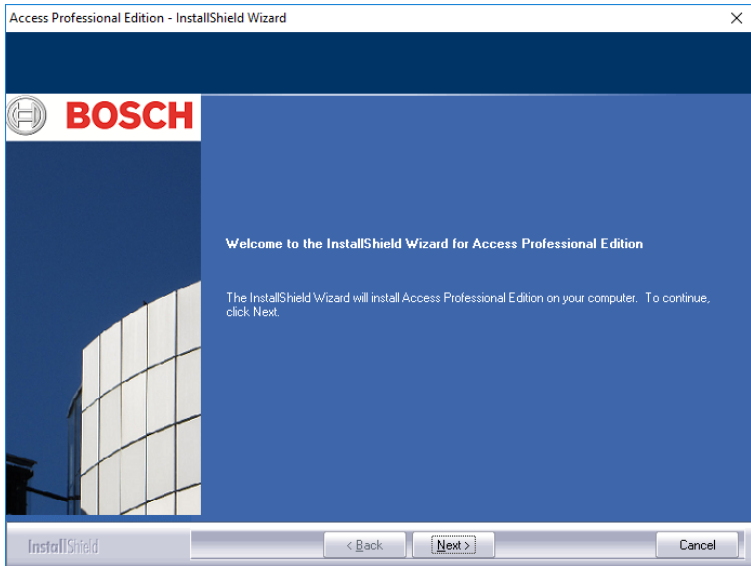 Access Professional Edition - InstallShield Wizard
BOSCH
Welcome to the InstallShield Wizard for Access Professional Edition
The InstallShield Wizard will install Access Professional Edition on your computer. To continue,
click Next.
InstallShield
< Back
Next >
Cancel